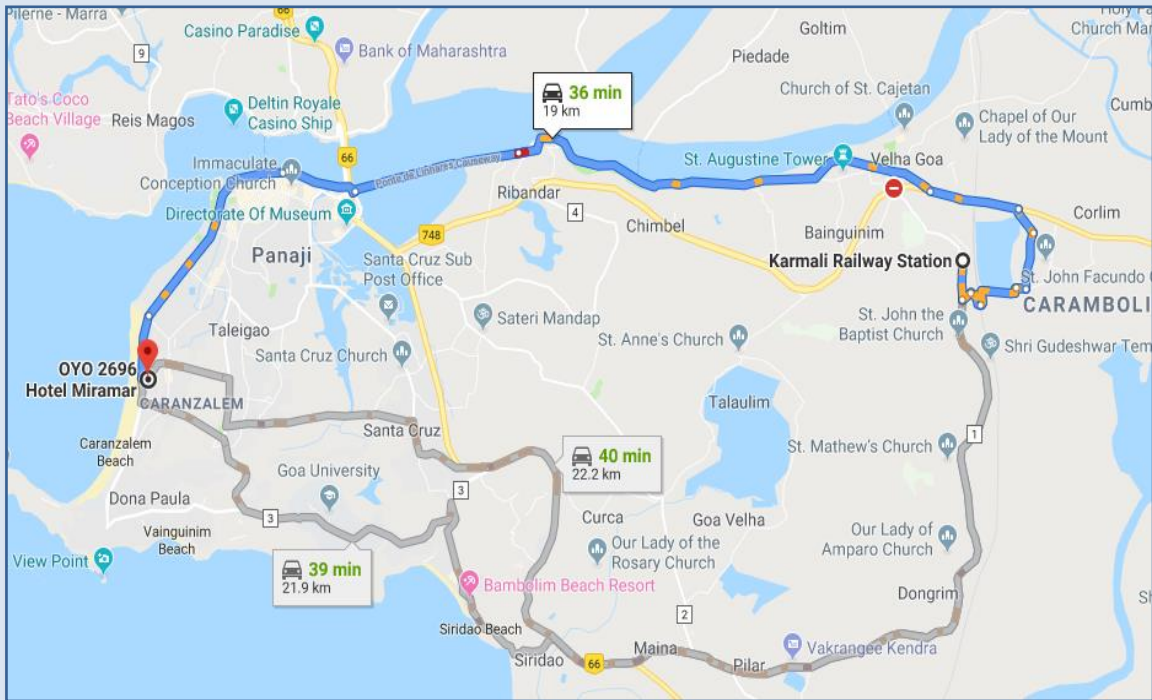 Pilerne - Marra
66
Holy Fa
Church Mar
Casino Paradise
Goltim
9
Bank of Maharashtra
Piedade
36 min
19 km
Church of St. Cajetan
Tato's Coco
Beach Village
Reis Magos
Deltin Royale
Casino Ship
Chapel of Our
Lady of the Mount
Cumb
66
Immaculate
Conception Church
Ponte de Linhares Causeway
St. Augustine Tower
Velha Goa
Ribandar
Directorate Of Museum
4
Chimbel
Corlim
748
Bainguinim
Panaji
Santa Cruz Sub
Post Office
Karmali Railway Station
St. John Facundo C
CARAMBOLI
Sateri Mandap
St. John the
Baptist Church
Taleigao
St. Anne's Church
Shri Gudeshwar Tem
Santa Cruz Church
OYO 2696
Hotel Miramar
CARANZALEM
Talaulim
Santa Cruz
Caranzalem
Beach
1
St. Mathew's Church
40 min
22.2 km
Goa University
3
Dona Paula
3
Curca
Goa Velha
Vainguinim
Beach
Our Lady of
Amparo Church
Our Lady of the
Rosary Church
View Point
39 min
21.9 km
Bambolim Beach Resort
Dongrim
2
Siridao Beach
Maina
Vakrangee Kendra
Siridao
66
Pilar